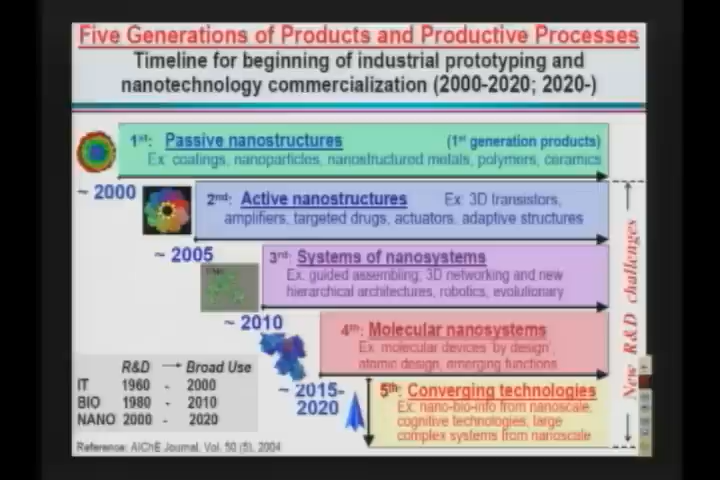 Five Generations of Products and Productive Processes
Timeline for beginning of industrial prototyping and
nanotechnology commercialization (2000-2020; 2020-)
1st: Passive nanostructures (1st generation products)
Ex: coatings, nanoparticles, nanostructured metals, polymers, ceramics
~ 2000
2nd: Active nanostructures Ex: 3D transistors,
amplifiers, targeted drugs, actuators, adaptive structures
~ 2005
3rd: Systems of nanosystems
Ex: guided assembling; 3D networking and new
hierarchical architectures, robotics, evolutionary
~ 2010
4th: Molecular nanosystems
Ex: molecular devices 'by design',
atomic design, emerging functions
~ 2015-
2020
5th: Converging technologies
Ex: nano-bio-info from nanoscale,
cognitive technologies, large
complex systems from nanoscale
New R&D challenges
R&D → Broad Use
IT 1960 - 2000
BIO 1980 - 2010
NANO 2000 - 2020
Reference: AIChE Journal, Vol. 50 (5), 2004